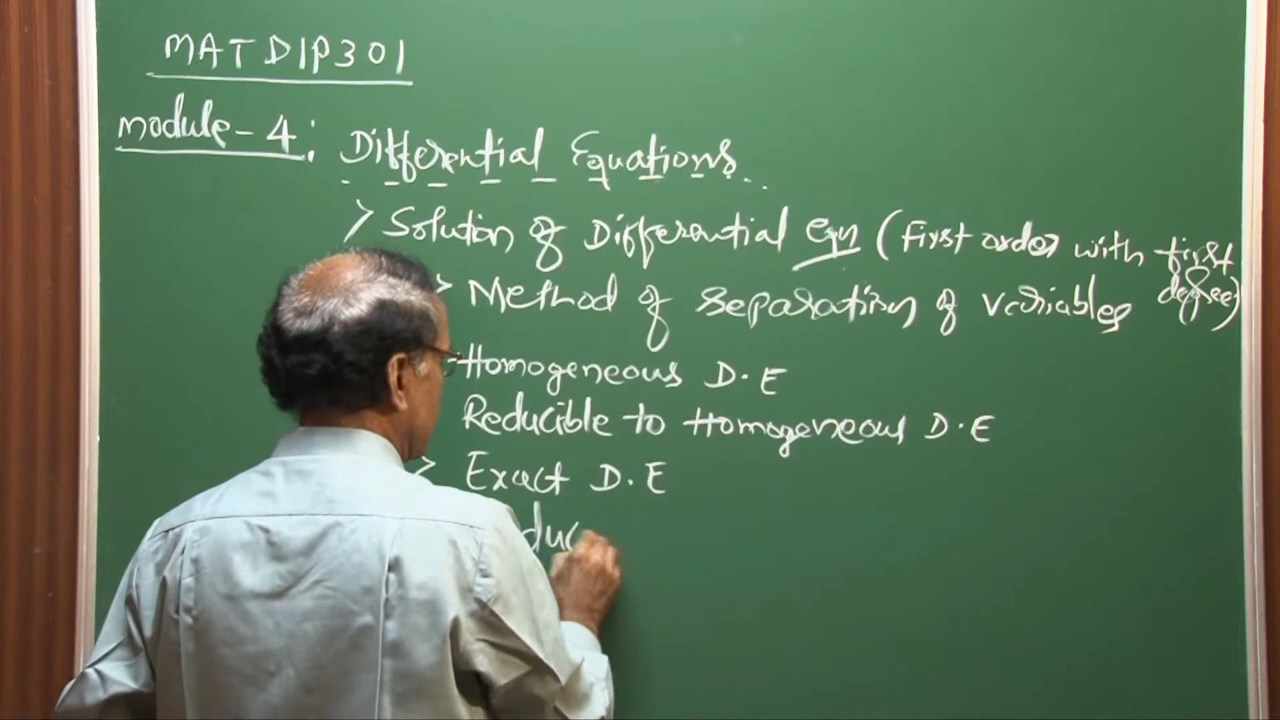 MATDIP301
Module-4: Differential Equations
> Solution of Differential Eqn (First order with first degree)
> Method of separation of variables
Homogeneous D.E
Reducible to Homogeneous D.E
> Exact D.E